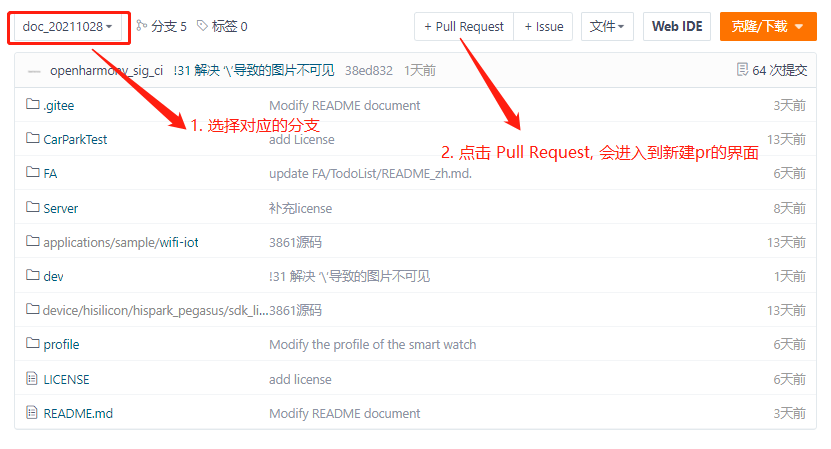 doc_20211028 分支 5 标签 0 + Pull Request + Issue 文件 Web IDE 克隆/下载
openharmony_sig_ci !31 解决 '\'导致的图片不可见 38ed832 1天前 64 次提交
.gitee Modify README document 3天前
1. 选择对应的分支
CarParkTest add License 13天前
2. 点击 Pull Request, 会进入到新建pr的界面
FA update FA/TodoList/README_zh.md. 6天前
Server 补充license 8天前
applications/sample/wifi-iot 3861源码 13天前
dev !31 解决 '\'导致的图片不可见 1天前
device/hisilicon/hispark_pegasus/sdk_li... 3861源码 13天前
profile Modify the profile of the smart watch 6天前
LICENSE add license 6天前
README.md Modify README document 3天前